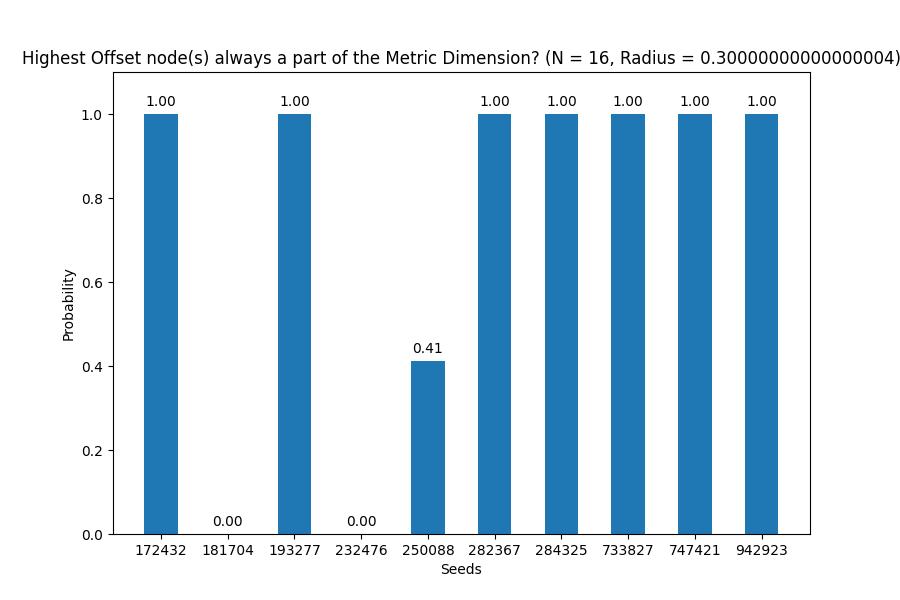 Highest Offset node(s) always a part of the Metric Dimension? (N = 16, Radius = 0.30000000000000004)
1.00 1.00 1.00 1.00 1.00 1.00 1.00
1.0
0.8
0.6
Probability
0.41
0.4
0.2
0.00 0.00
0.0
172432 181704 193277 232476 250088 282367 284325 733827 747421 942923
Seeds